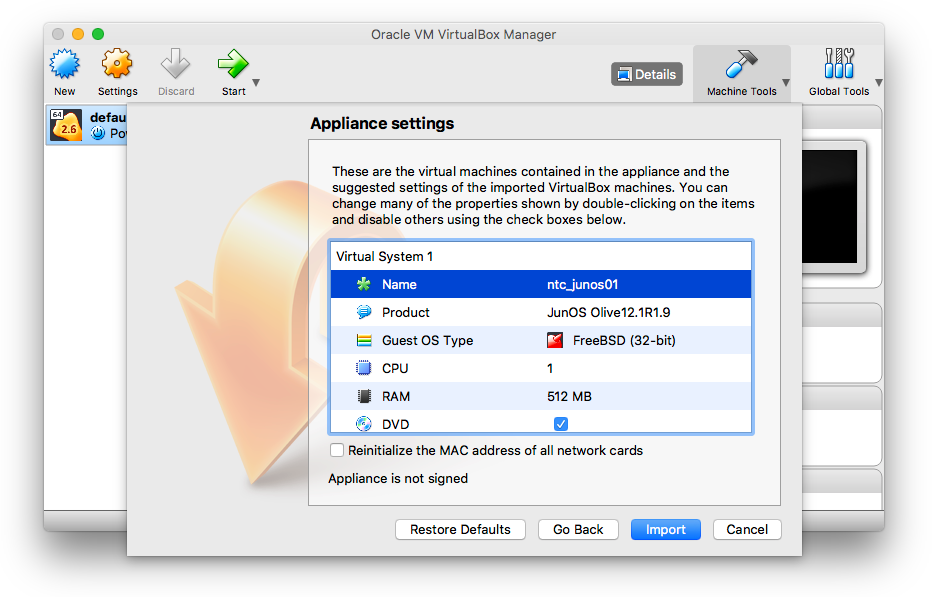 Oracle VM VirtualBox Manager
New
Settings
Discard
Start
Details
Machine Tools
Global Tools
64
2.6
defau
Po
Appliance settings
These are the virtual machines contained in the appliance and the
suggested settings of the imported VirtualBox machines. You can
change many of the properties shown by double-clicking on the items
and disable others using the check boxes below.
Virtual System 1
Name ntc_junos01
Product JunOS Olive12.1R1.9
Guest OS Type FreeBSD (32-bit)
CPU 1
RAM 512 MB
DVD
Reinitialize the MAC address of all network cards
Appliance is not signed
Restore Defaults
Go Back
Import
Cancel